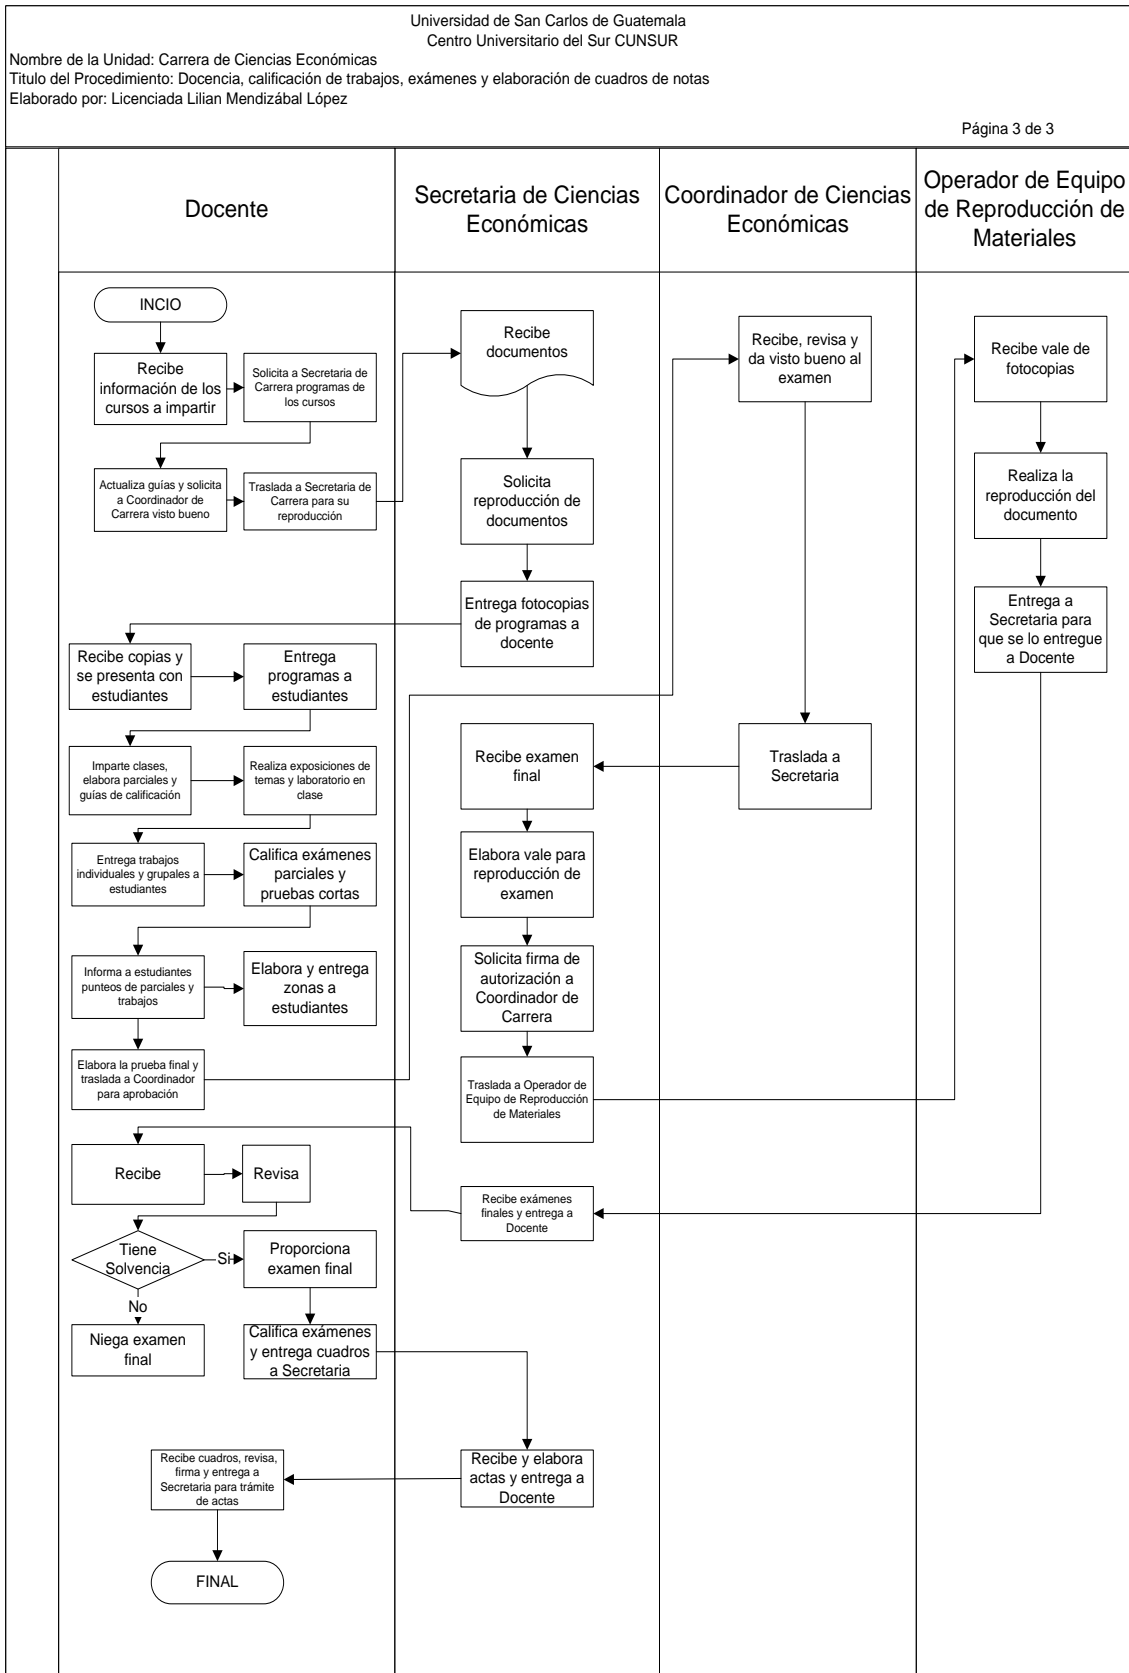 Universidad de San Carlos de Guatemala
Centro Universitario del Sur CUNSUR
Nombre de la Unidad: Carrera de Ciencias Económicas
Titulo del Procedimiento: Docencia, calificación de trabajos, exámenes y elaboración de cuadros de notas
Elaborado por: Licenciada Lilian Mendizábal López
Página 3 de 3
Docente
Secretaria de Ciencias
Económicas
Coordinador de Ciencias
Económicas
Operador de Equipo
de Reproducción de
Materiales
INCIO
Recibe
información de los
cursos a impartir
Solicita a Secretaria de
Carrera programas de
los cursos
Actualiza guías y solicita
a Coordinador de
Carrera visto bueno
Traslada a Secretaria de
Carrera para su
reproducción
Recibe
documentos
Solicita
reproducción de
documentos
Entrega fotocopias
de programas a
docente
Recibe copias y
se presenta con
estudiantes
Entrega
programas a
estudiantes
Imparte clases,
elabora parciales y
guías de calificación
Realiza exposiciones de
temas y laboratorio en
clase
Entrega trabajos
individuales y grupales a
estudiantes
Califica exámenes
parciales y
pruebas cortas
Informa a estudiantes
punteos de parciales y
trabajos
Elabora y entrega
zonas a
estudiantes
Elabora la prueba final y
traslada a Coordinador
para aprobación
Recibe, revisa y
da visto bueno al
examen
Traslada a
Secretaria
Recibe examen
final
Elabora vale para
reproducción de
examen
Solicita firma de
autorización a
Coordinador de
Carrera
Traslada a Operador de
Equipo de Reproducción
de Materiales
Recibe vale de
fotocopias
Realiza la
reproducción del
documento
Entrega a
Secretaria para
que se lo entregue
a Docente
Recibe exámenes
finales y entrega a
Docente
Recibe
Revisa
Tiene
Solvencia
Si
Proporciona
examen final
No
Niega examen
final
Califica exámenes
y entrega cuadros
a Secretaria
Recibe y elabora
actas y entrega a
Docente
Recibe cuadros, revisa,
firma y entrega a
Secretaria para trámite
de actas
FINAL